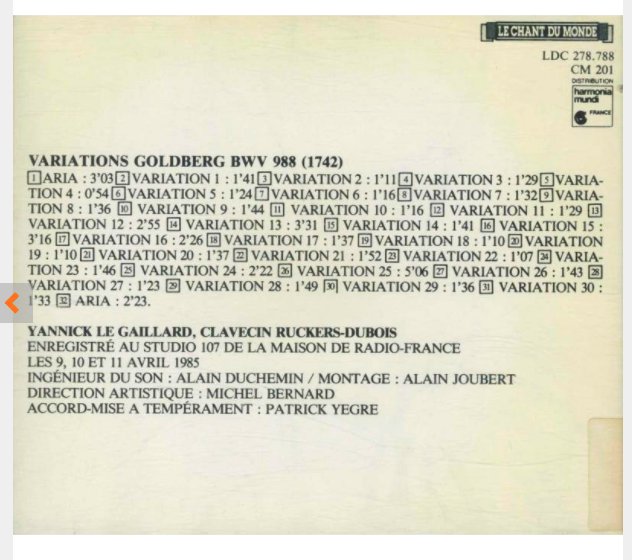 LE CHANT DU MONDE
LDC 278.788
CM 201
DISTRIBUTION
harmonia
mundi
FRANCE
VARIATIONS GOLDBERG BWV 988 (1742)
1 ARIA : 3'03 2 VARIATION 1 : 1'41 3 VARIATION 2 : 1'11 4 VARIATION 3 : 1'29 5 VARIA-
TION 4 : 0'54 6 VARIATION 5 : 1'24 7 VARIATION 6 : 1'16 8 VARIATION 7 : 1'32 9 VARIA-
TION 8 : 1'36 10 VARIATION 9 : 1'44 11 VARIATION 10 : 1'16 12 VARIATION 11 : 1'29 13
VARIATION 12 : 2'55 14 VARIATION 13 : 3'31 15 VARIATION 14 : 1'41 16 VARIATION 15 :
3'16 17 VARIATION 16 : 2'26 18 VARIATION 17 : 1'37 19 VARIATION 18 : 1'10 20 VARIATION
19 : 1'10 21 VARIATION 20 : 1'37 22 VARIATION 21 : 1'52 23 VARIATION 22 : 1'07 24 VARIA-
TION 23 : 1'46 25 VARIATION 24 : 2'22 26 VARIATION 25 : 5'06 27 VARIATION 26 : 1'43 28
VARIATION 27 : 1'23 29 VARIATION 28 : 1'49 30 VARIATION 29 : 1'36 31 VARIATION 30 :
1'33 32 ARIA : 2'23.
YANNICK LE GAILLARD, CLAVECIN RUCKERS-DUBOIS
ENREGISTRÉ AU STUDIO 107 DE LA MAISON DE RADIO-FRANCE
LES 9, 10 ET 11 AVRIL 1985
INGÉNIEUR DU SON : ALAIN DUCHEMIN / MONTAGE : ALAIN JOUBERT
DIRECTION ARTISTIQUE : MICHEL BERNARD
ACCORD-MISE A TEMPÉRAMENT : PATRICK YEGRE